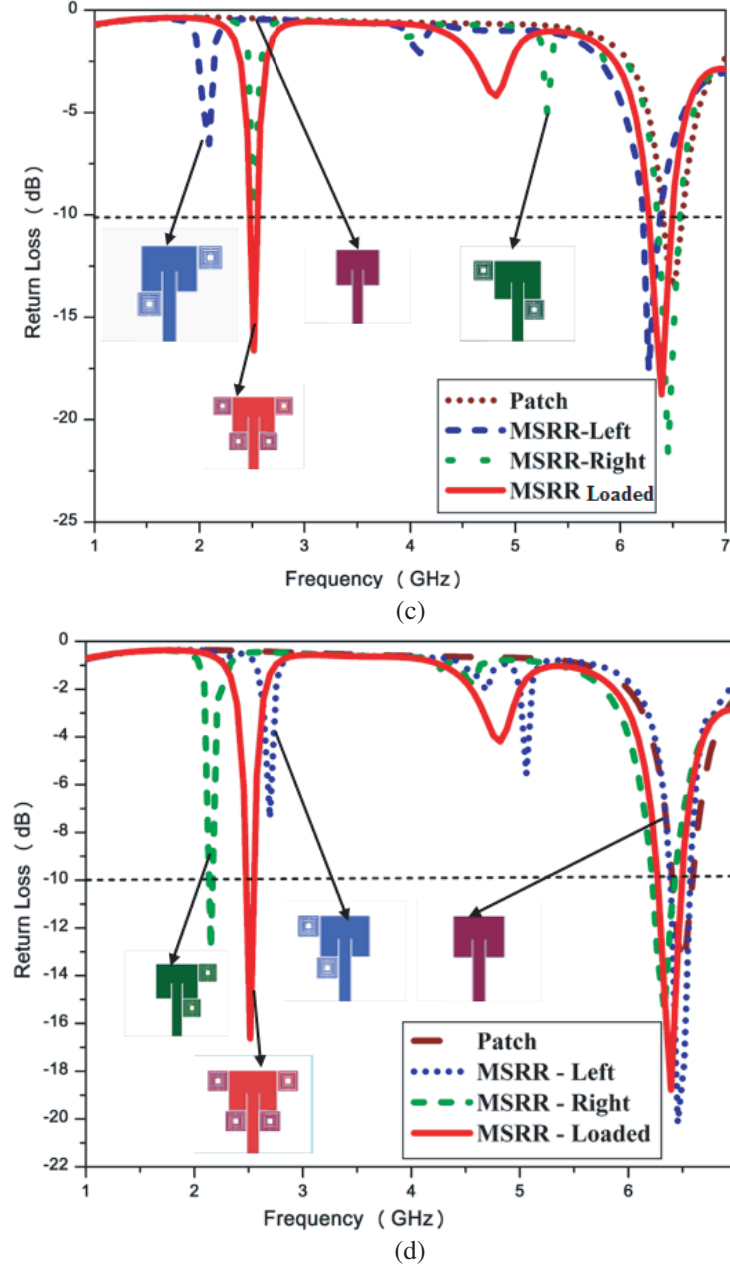 0
-5
-10
-15
-20
-25
Return Loss ( dB)
Patch
MSRR-Left
MSRR-Right
MSRR Loaded
1 2 3 4 5 6 7
Frequency ( GHz)
(c)
0
-2
-4
-6
-8
-10
-12
-14
-16
-18
-20
-22
Return Loss ( dB)
Patch
MSRR - Left
MSRR - Right
MSRR - Loaded
1 2 3 4 5 6
Frequency ( GHz)
(d)